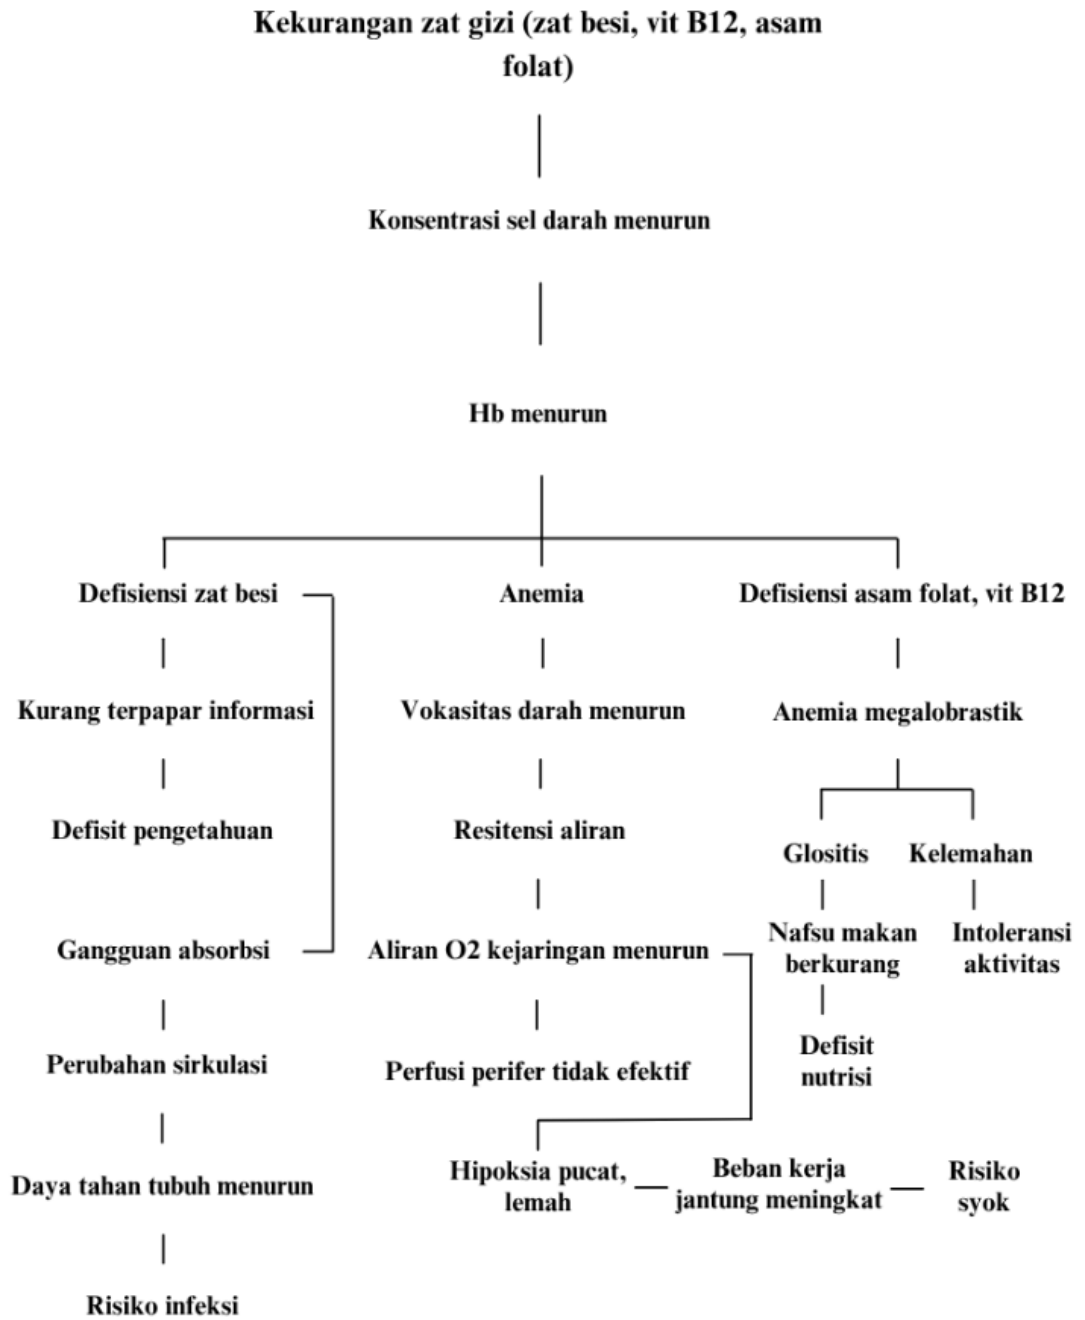 Kekurangan zat gizi (zat besi, vit B12, asam
folat)
Konsentrasi sel darah menurun
Hb menurun
Defisiensi zat besi
Anemia
Defisiensi asam folat, vit B12
Kurang terpapar informasi
Vokasitas darah menurun
Anemia megalobrastik
Defisit pengetahuan
Resitensi aliran
Glositis
Kelemahan
Gangguan absorbsi
Aliran O2 kejaringan menurun
Nafsu makan
berkurang
Intoleransi
aktivitas
Perubahan sirkulasi
Perfusi perifer tidak efektif
Defisit
nutrisi
Daya tahan tubuh menurun
Hipoksia pucat,
lemah
Beban kerja
jantung meningkat
Risiko
syok
Risiko infeksi